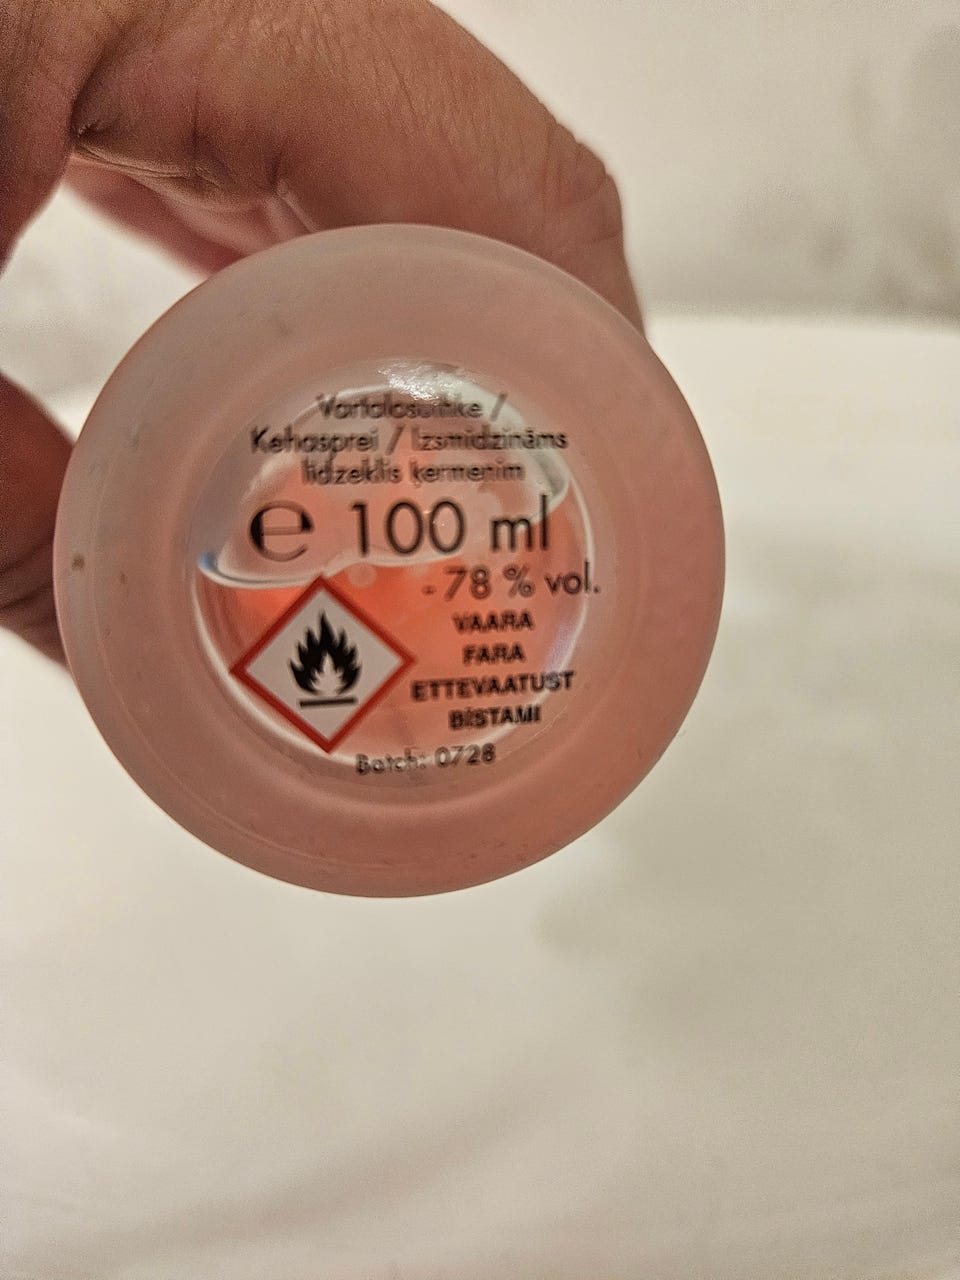 Vartalosuihke /
Kehasprei / Izsmidzināms
līdzeklis ķermenim
℮ 100 ml
- 78 % vol.
VAARA
FARA
ETTEVAATUST
BĪSTAMI
Batch: 0728